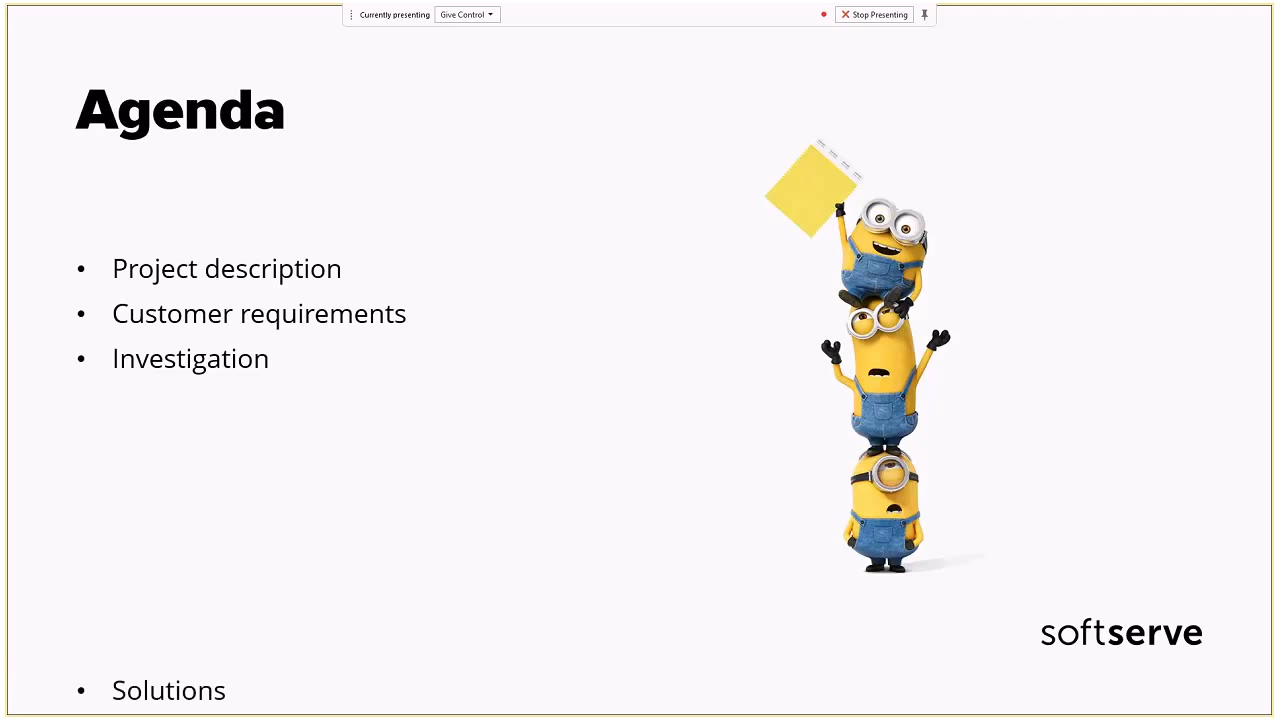 Currently presenting Give Control Stop Presenting
Agenda
• Project description
• Customer requirements
• Investigation
softserve
• Solutions